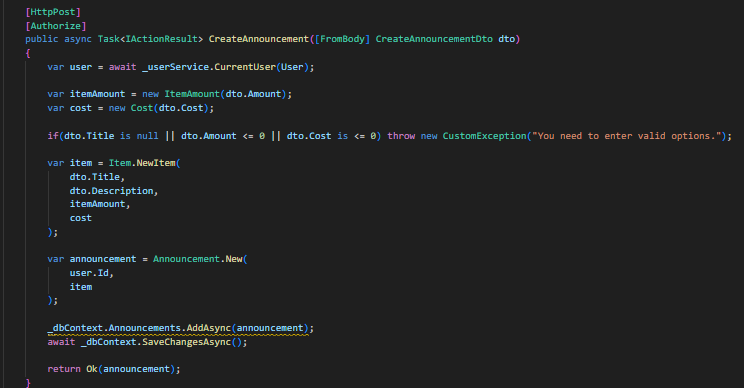 [HttpPost]
[Authorize]
public async Task<IActionResult> CreateAnnouncement([FromBody] CreateAnnouncementDto dto)
{
var user = await _userService.CurrentUser(User);
var itemAmount = new ItemAmount(dto.Amount);
var cost = new Cost(dto.Cost);
if(dto.Title is null || dto.Amount <= 0 || dto.Cost is <= 0) throw new CustomException("You need to enter valid options.");
var item = Item.NewItem(
dto.Title,
dto.Description,
itemAmount,
cost
);
var announcement = Announcement.New(
user.Id,
item
);
_dbContext.Announcements.AddAsync(announcement);
await _dbContext.SaveChangesAsync();
return Ok(announcement);
}